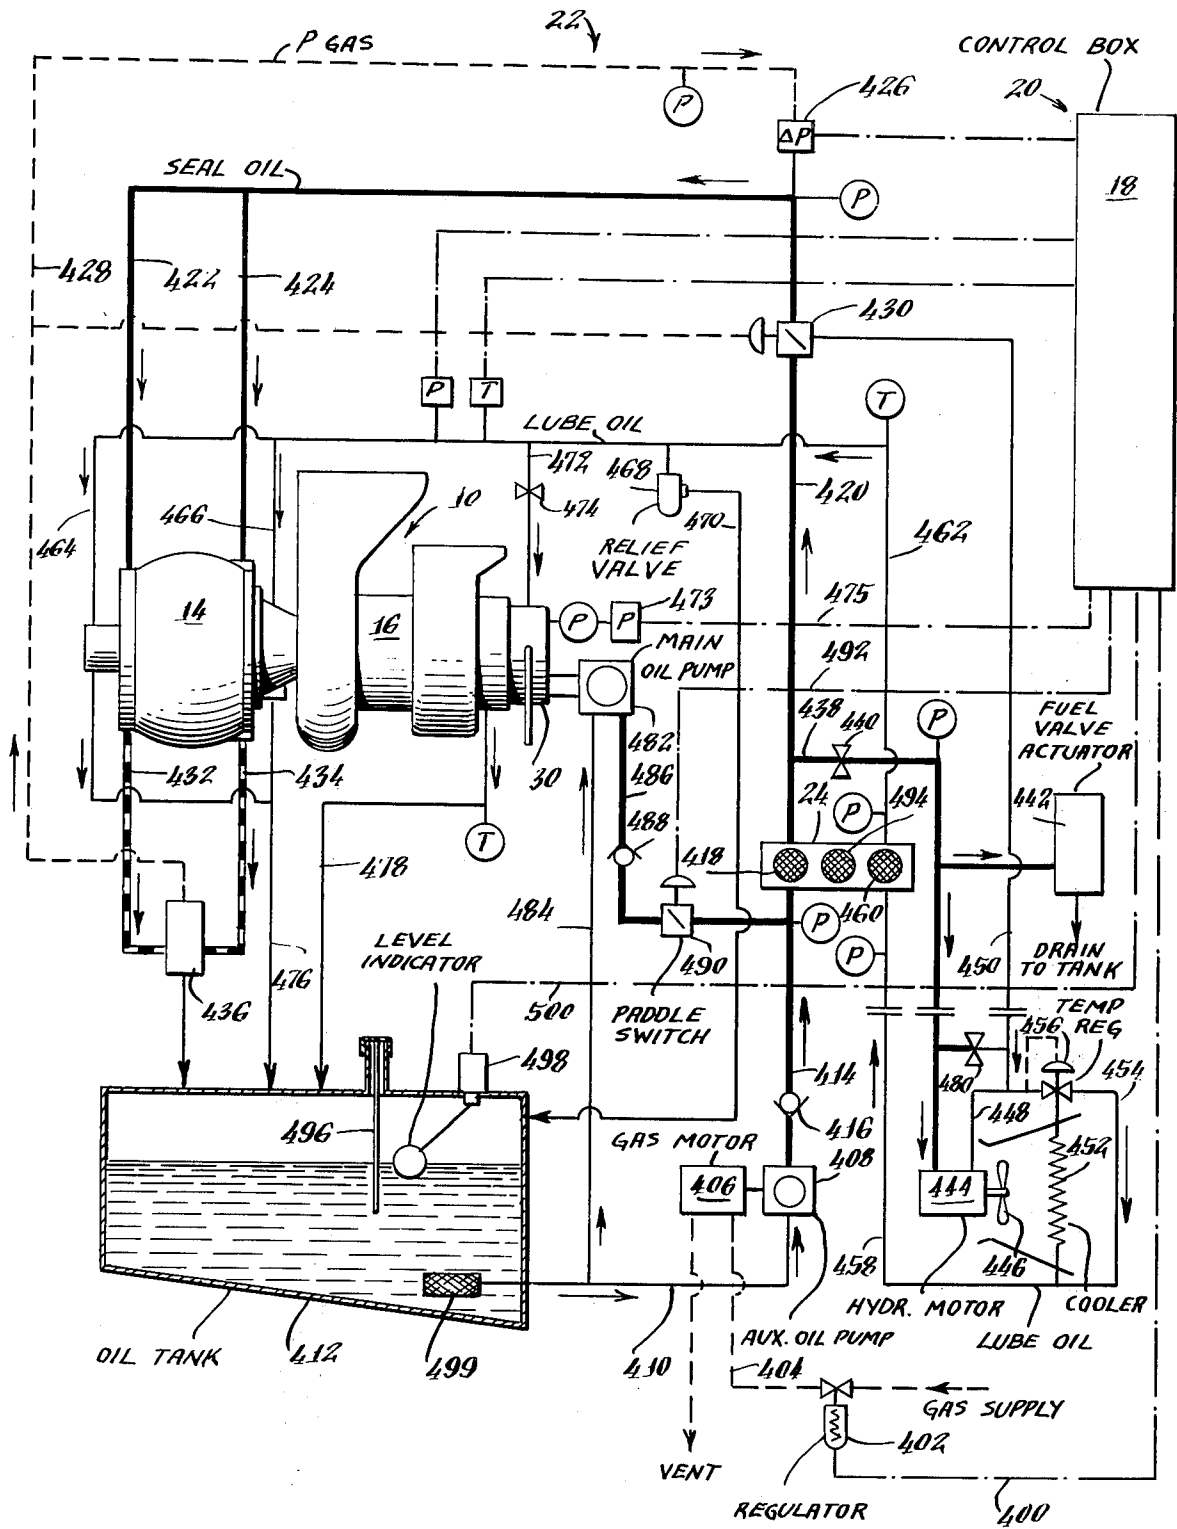 22
P GAS
CONTROL BOX
P
426
20
ΔP
18
SEAL OIL
P
428
422
424
430
P
T
T
LUBE OIL
472
468
420
474
466
10
470
462
464
RELIEF
VALVE
14
16
P
P
473
475
MAIN
OIL PUMP
492
438
440
P
FUEL
VALVE
ACTUATOR
482
432
434
30
486
24
494
442
P
488
T
418
478
460
484
P
LEVEL
INDICATOR
490
P
450
DRAIN
TO TANK
436
476
500
PADDLE
SWITCH
456
TEMP
REG
498
480
414
454
496
416
448
452
GAS MOTOR
408
406
444
458
446
HYDR. MOTOR
COOLER
AUX. OIL PUMP
LUBE OIL
OIL TANK
412
499
410
404
GAS SUPPLY
402
VENT
REGULATOR
400